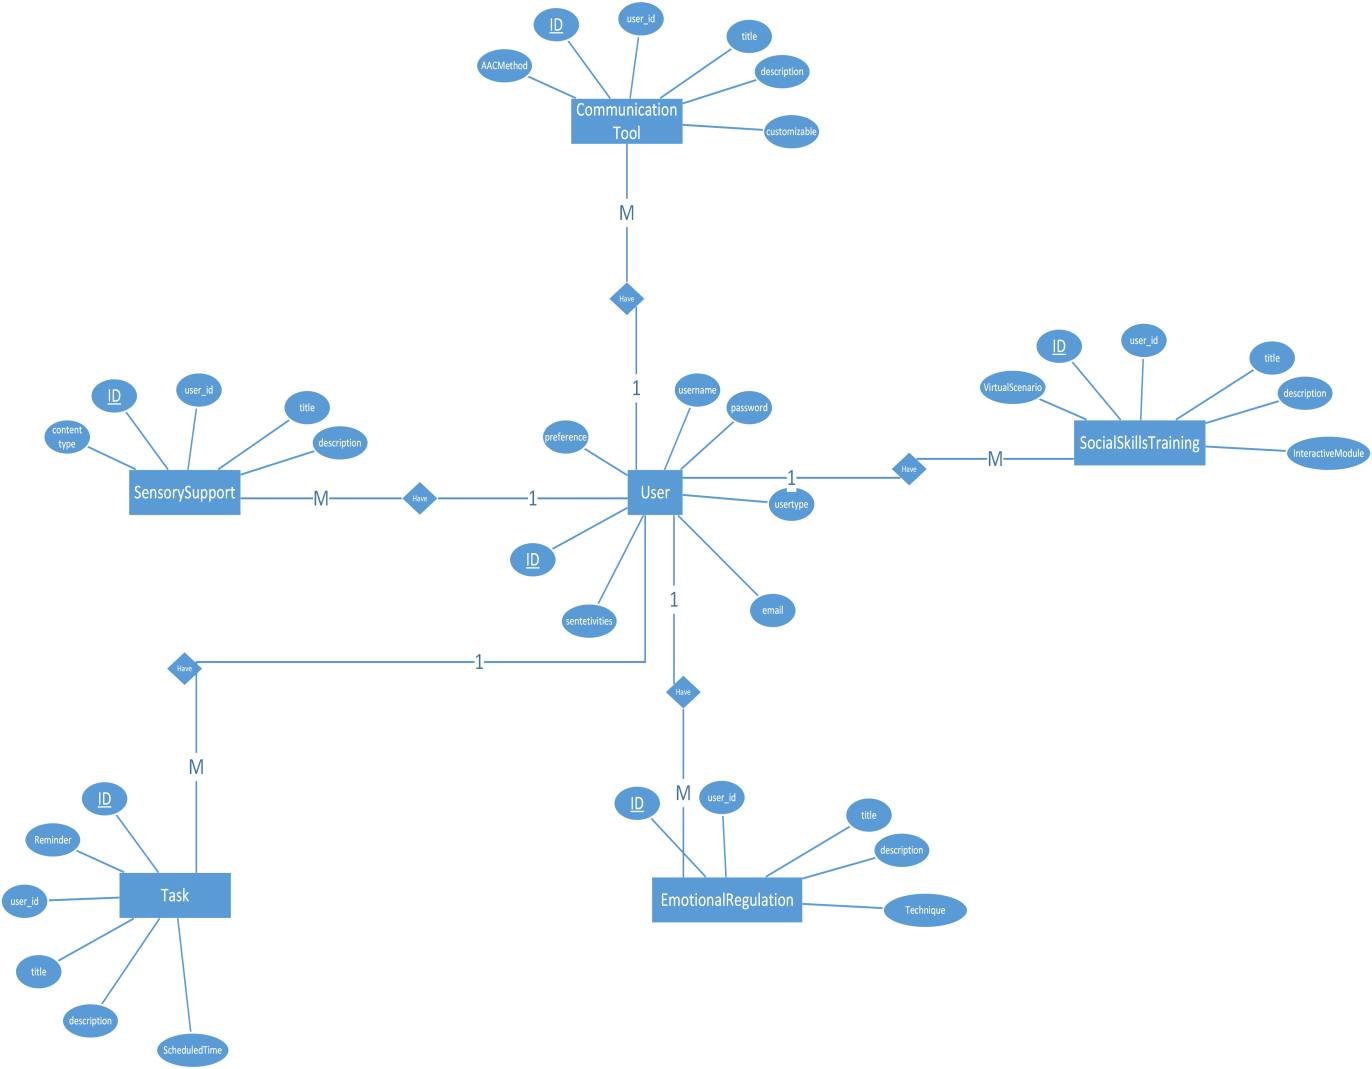 ID
user_id
title
AACMethod
description
customizable
Communication
Tool
M
Have
1
ID
user_id
title
content
type
description
SensorySupport
M
Have
1
username
password
preference
User
usertype
ID
sentetivities
email
1
Have
M
ID
user_id
title
VirtualScenario
description
SocialSkillsTraining
InteractiveModule
1
Have
M
ID
Reminder
user_id
Task
title
description
ScheduledTime
1
Have
M
ID
user_id
title
description
EmotionalRegulation
Technique